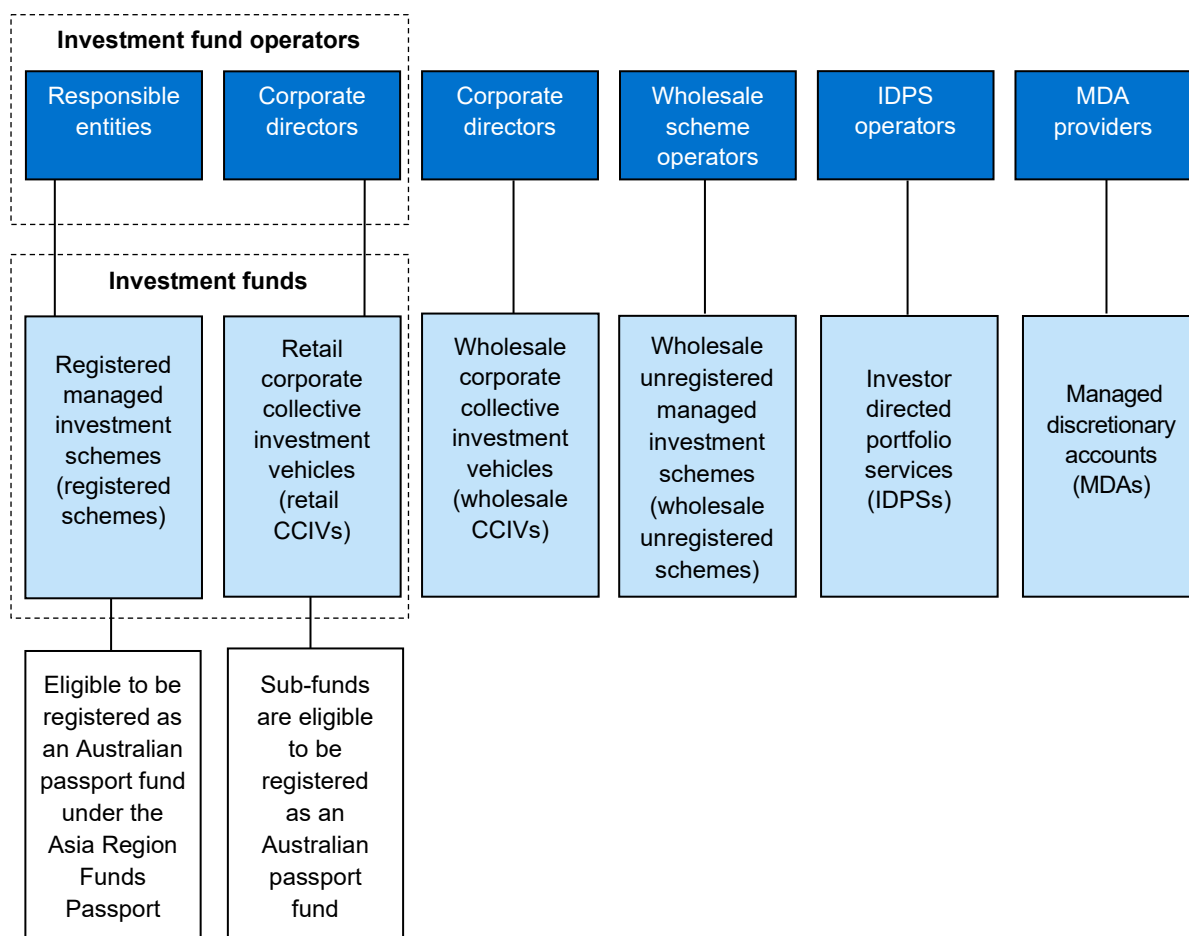 Investment fund operators
Responsible
entities
Corporate
directors
Corporate
directors
Wholesale
scheme
operators
IDPS
operators
MDA
providers
Investment funds
Registered
managed
investment
schemes
(registered
schemes)
Retail
corporate
collective
investment
vehicles
(retail
CCIVs)
Wholesale
corporate
collective
investment
vehicles
(wholesale
CCIVs)
Wholesale
unregistered
managed
investment
schemes
(wholesale
unregistered
schemes)
Investor
directed
portfolio
services
(IDPSs)
Managed
discretionary
accounts
(MDAs)
Eligible to be
registered as
an Australian
passport fund
under the
Asia Region
Funds
Passport
Sub-funds
are eligible
to be
registered
as an
Australian
passport
fund